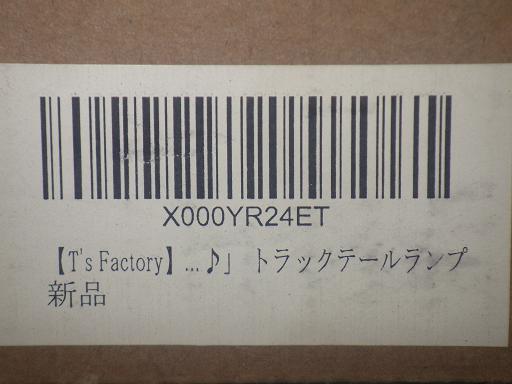 X000YR24ET
【T's Factory】...♪」 トラックテールランプ
新品